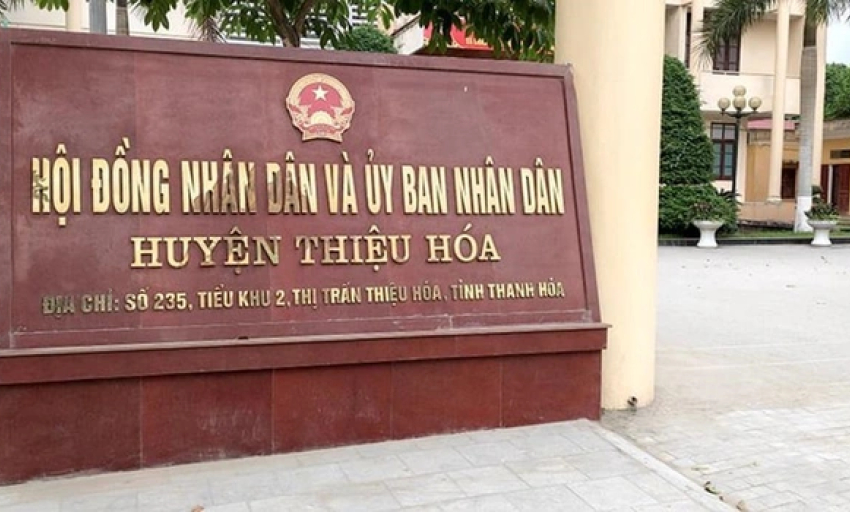 HỘI ĐỒNG NHÂN DÂN VÀ ỦY BAN NHÂN DÂN
HUYỆN THIỆU HÓA
ĐỊA CHỈ: SỐ 235, TIỂU KHU 2, THỊ TRẤN THIỆU HÓA, TỈNH THANH HÓA